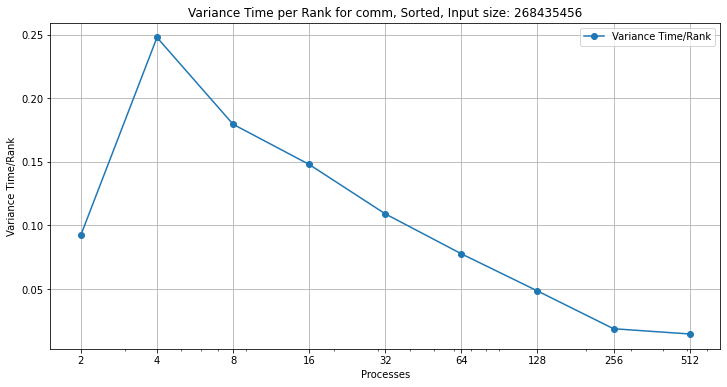 Variance Time per Rank for comm, Sorted, Input size: 268435456
Variance Time/Rank
0.25
0.20
0.15
0.10
0.05
Variance Time/Rank
2 4 8 16 32 64 128 256 512
Processes